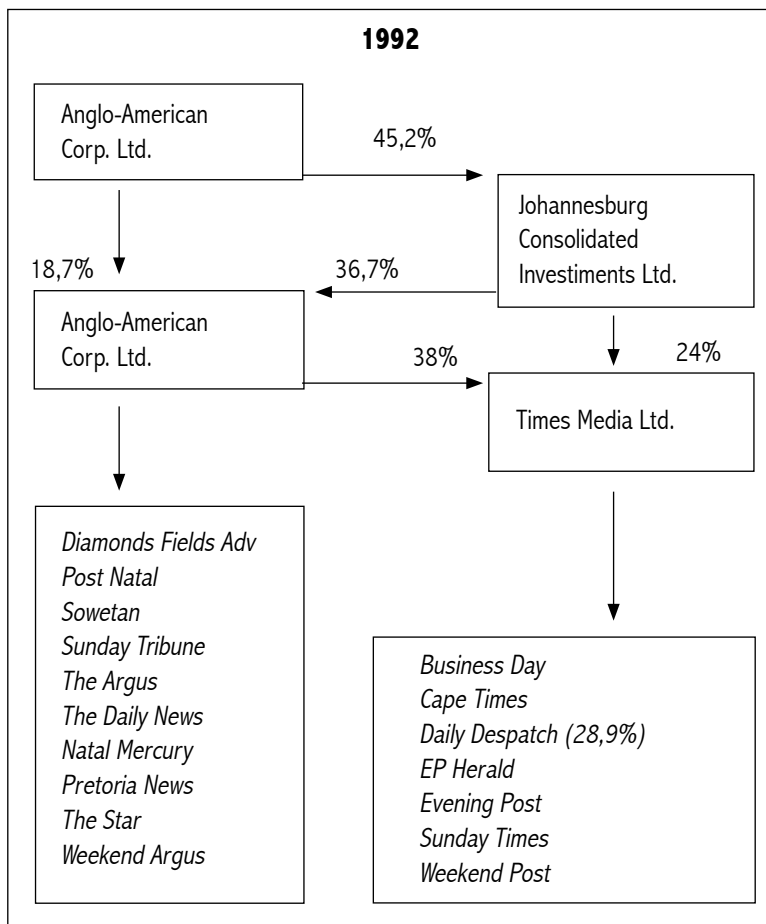 1992
Anglo-American
Corp. Ltd.
45,2%
Johannesburg
Consolidated
Investiments Ltd.
18,7%
36,7%
Anglo-American
Corp. Ltd.
38%
24%
Times Media Ltd.
Diamonds Fields Adv
Post Natal
Sowetan
Sunday Tribune
The Argus
The Daily News
Natal Mercury
Pretoria News
The Star
Weekend Argus
Business Day
Cape Times
Daily Despatch (28,9%)
EP Herald
Evening Post
Sunday Times
Weekend Post